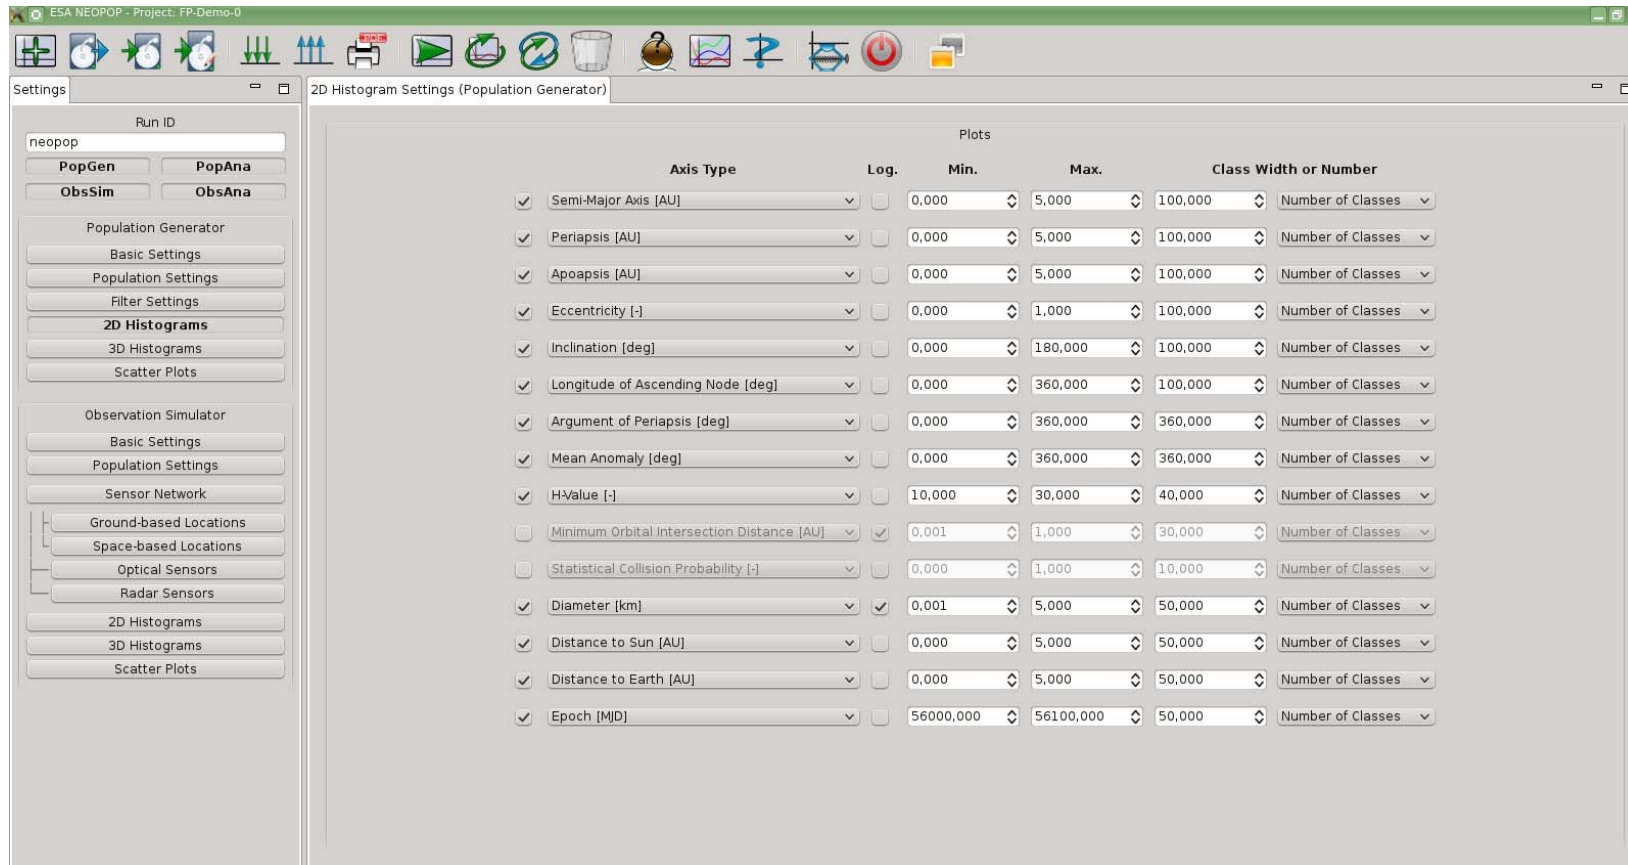 ESA NEOPOP - Project: FP-Demo-0
PDF
Settings
Run ID
neopop
PopGen PopAna
ObsSim ObsAna
Population Generator
Basic Settings
Population Settings
Filter Settings
2D Histograms
3D Histograms
Scatter Plots
Observation Simulator
Basic Settings
Population Settings
Sensor Network
Ground-based Locations
Space-based Locations
Optical Sensors
Radar Sensors
2D Histograms
3D Histograms
Scatter Plots
2D Histogram Settings (Population Generator)
Plots
Axis Type Log. Min. Max. Class Width or Number
Semi-Major Axis [AU] 0,000 5,000 100,000 Number of Classes
Periapsis [AU] 0,000 5,000 100,000 Number of Classes
Apoapsis [AU] 0,000 5,000 100,000 Number of Classes
Eccentricity [-] 0,000 1,000 100,000 Number of Classes
Inclination [deg] 0,000 180,000 100,000 Number of Classes
Longitude of Ascending Node [deg] 0,000 360,000 100,000 Number of Classes
Argument of Periapsis [deg] 0,000 360,000 360,000 Number of Classes
Mean Anomaly [deg] 0,000 360,000 360,000 Number of Classes
H-Value [-] 10,000 30,000 40,000 Number of Classes
Minimum Orbital Intersection Distance [AU] 0,001 1,000 30,000 Number of Classes
Statistical Collision Probability [-] 0,000 1,000 10,000 Number of Classes
Diameter [km] 0,001 5,000 50,000 Number of Classes
Distance to Sun [AU] 0,000 5,000 50,000 Number of Classes
Distance to Earth [AU] 0,000 5,000 50,000 Number of Classes
Epoch [MJD] 56000,000 56100,000 50,000 Number of Classes